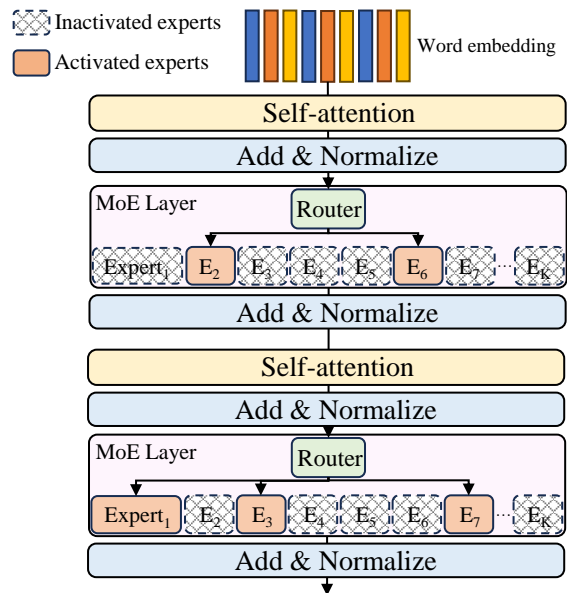 Inactivated experts
Word embedding
Activated experts
Self-attention
Add & Normalize
MoE Layer
Router
Expert₁ E₂ E₃ E₄ E₅ E₆ E₇ ... E_K
Add & Normalize
Self-attention
Add & Normalize
MoE Layer
Router
Expert₁ E₂ E₃ E₄ E₅ E₆ E₇ ... E_K
Add & Normalize